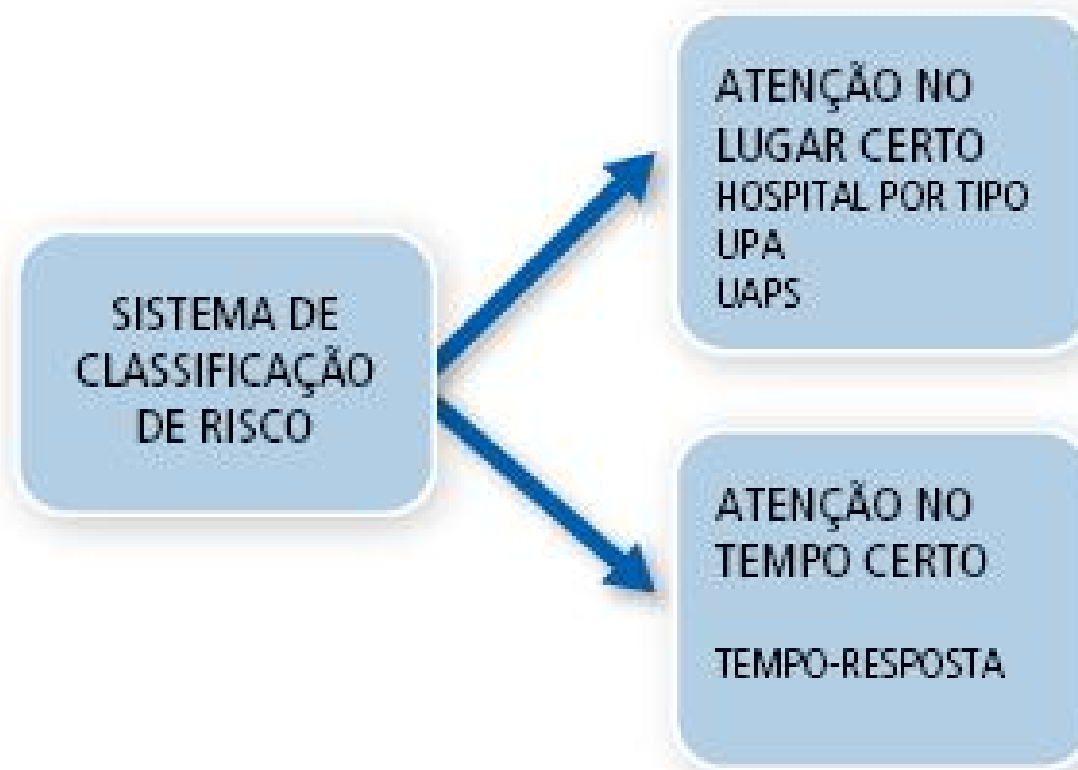 SISTEMA DE
CLASSIFICAÇÃO
DE RISCO
ATENÇÃO NO
LUGAR CERTO
HOSPITAL POR TIPO
UPA
UAPS
ATENÇÃO NO
TEMPO CERTO
TEMPO-RESPOSTA